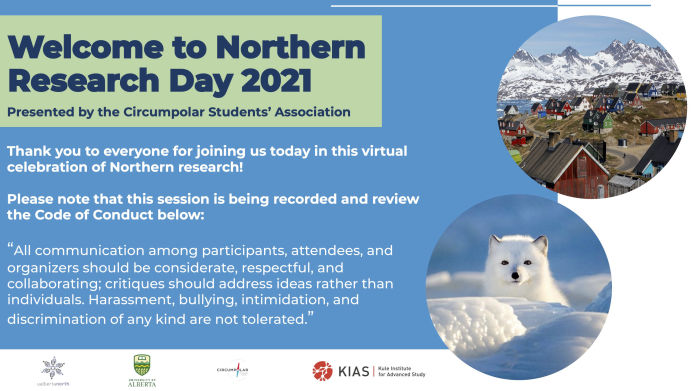 Welcome to Northern
Research Day 2021
Presented by the Circumpolar Students' Association
Thank you to everyone for joining us today in this virtual
celebration of Northern research!
Please note that this session is being recorded and review
the Code of Conduct below:
“All communication among participants, attendees, and
organizers should be considerate, respectful, and
collaborating; critiques should address ideas rather than
individuals. Harassment, bullying, intimidation, and
discrimination of any kind are not tolerated.”
UNIVERSITY OF
ALBERTA
CIRCUMPOLAR
KIAS
Kule Institute
for Advanced Study